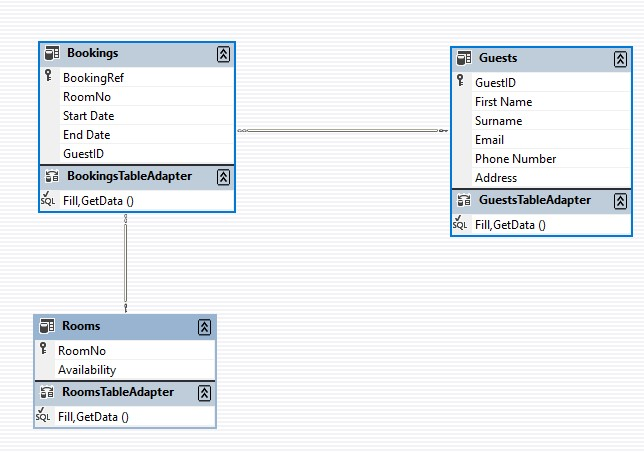 Bookings
BookingRef
RoomNo
Start Date
End Date
GuestID
BookingsTableAdapter
SQL Fill,GetData ()
Guests
GuestID
First Name
Surname
Email
Phone Number
Address
GuestsTableAdapter
SQL Fill,GetData ()
Rooms
RoomNo
Availability
RoomsTableAdapter
SQL Fill,GetData ()